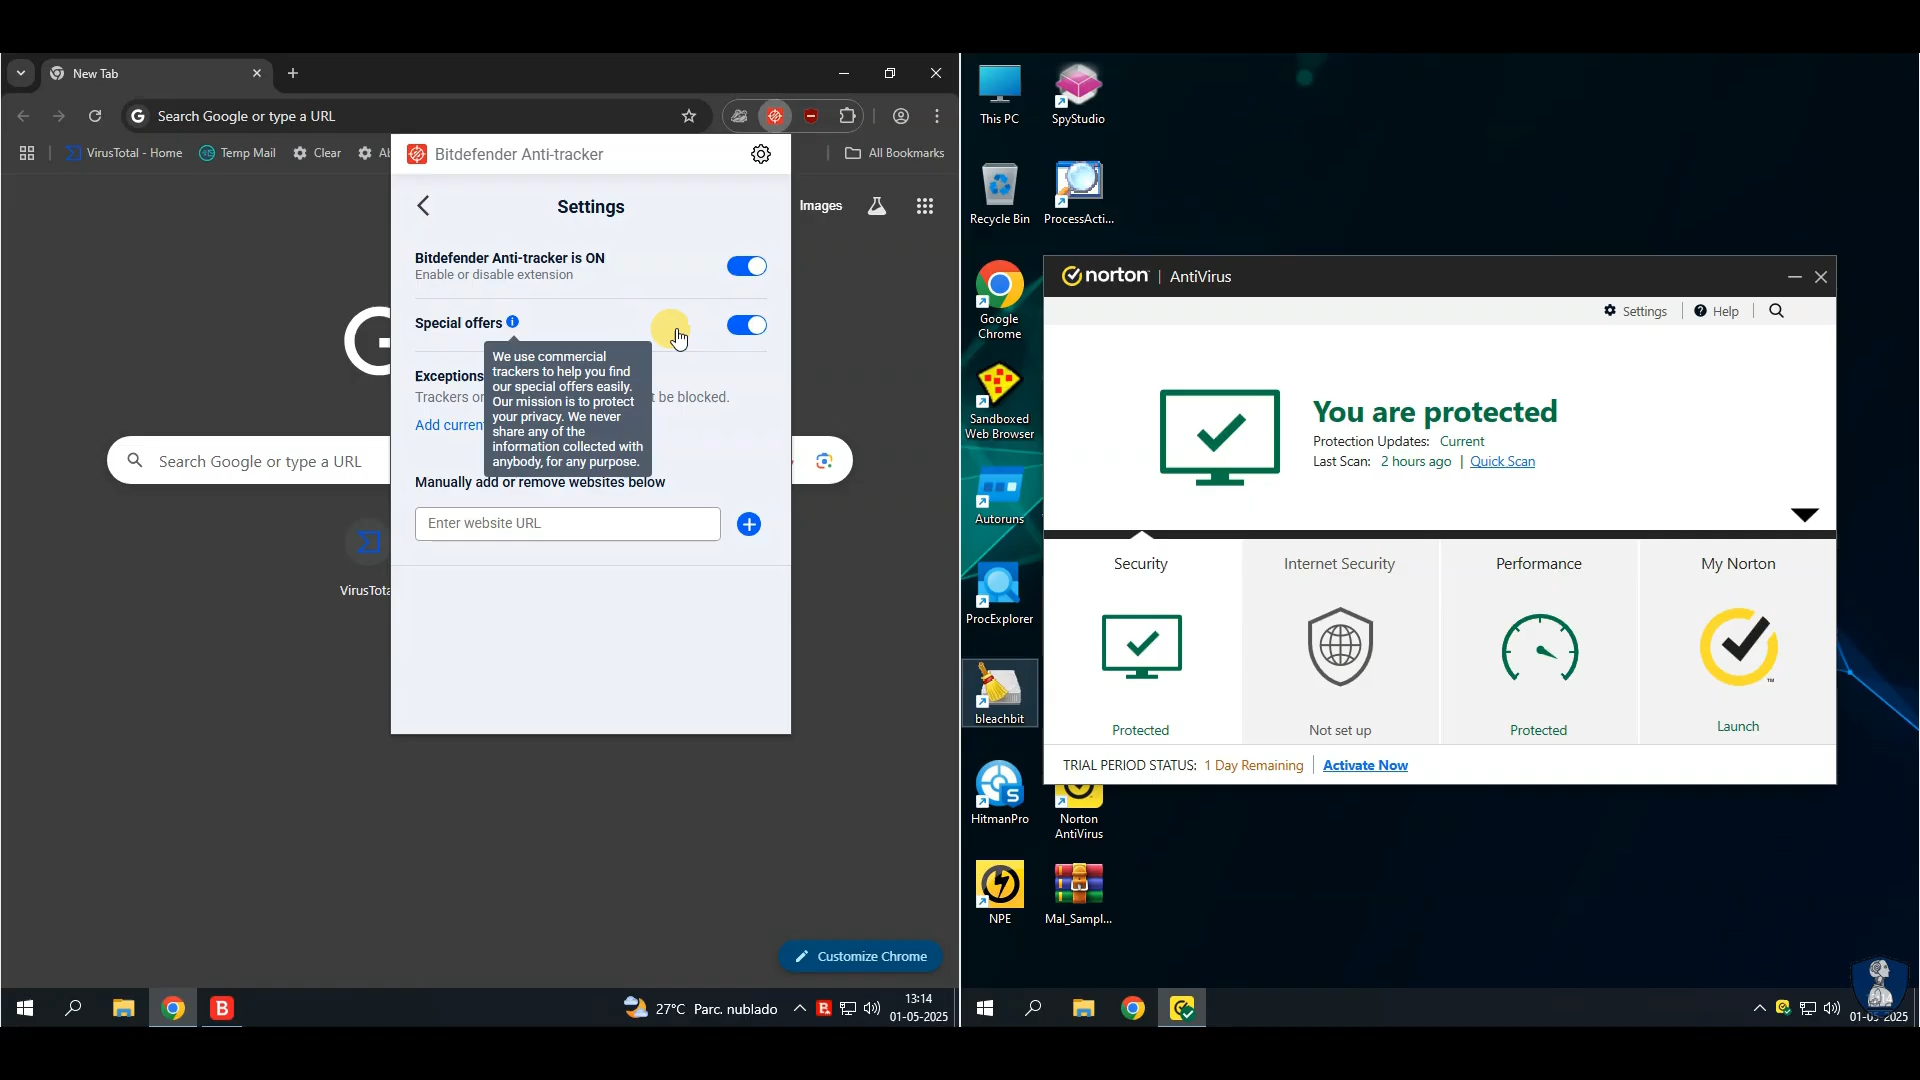 New Tab
Search Google or type a URL
VirusTotal - Home
Temp Mail
Clear
All Bookmarks
Bitdefender Anti-tracker
Images
Settings
Bitdefender Anti-tracker is ON
Enable or disable extension
Special offers
We use commercial
trackers to help you find
our special offers easily.
Our mission is to protect
your privacy. We never
share any of the
information collected with
anybody, for any purpose.
Exceptions
Trackers
t be blocked.
Add
Search Google or type a URL
Manually add or remove websites below
Enter website URL
Customize Chrome
27°C Parc. nublado
13:14
01-05-2025
This PC
SpyStudio
Recycle Bin
ProcessActi...
Google
Chrome
Sandboxed
Web Browser
Autoruns
ProcExplorer
bleachbit
HitmanPro
Norton
AntiVirus
NPE
Mal_Sampl...
norton | AntiVirus
Settings
Help
You are protected
Protection Updates: Current
Last Scan: 2 hours ago | Quick Scan
Security
Internet Security
Performance
My Norton
Protected
Not set up
Protected
Launch
TRIAL PERIOD STATUS: 1 Day Remaining
Activate Now